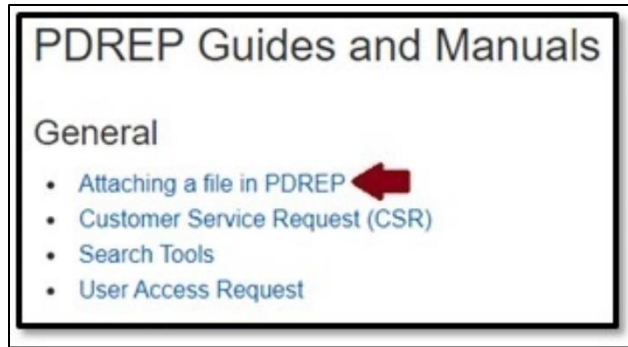 PDREP Guides and Manuals
General
• Attaching a file in PDREP
• Customer Service Request (CSR)
• Search Tools
• User Access Request